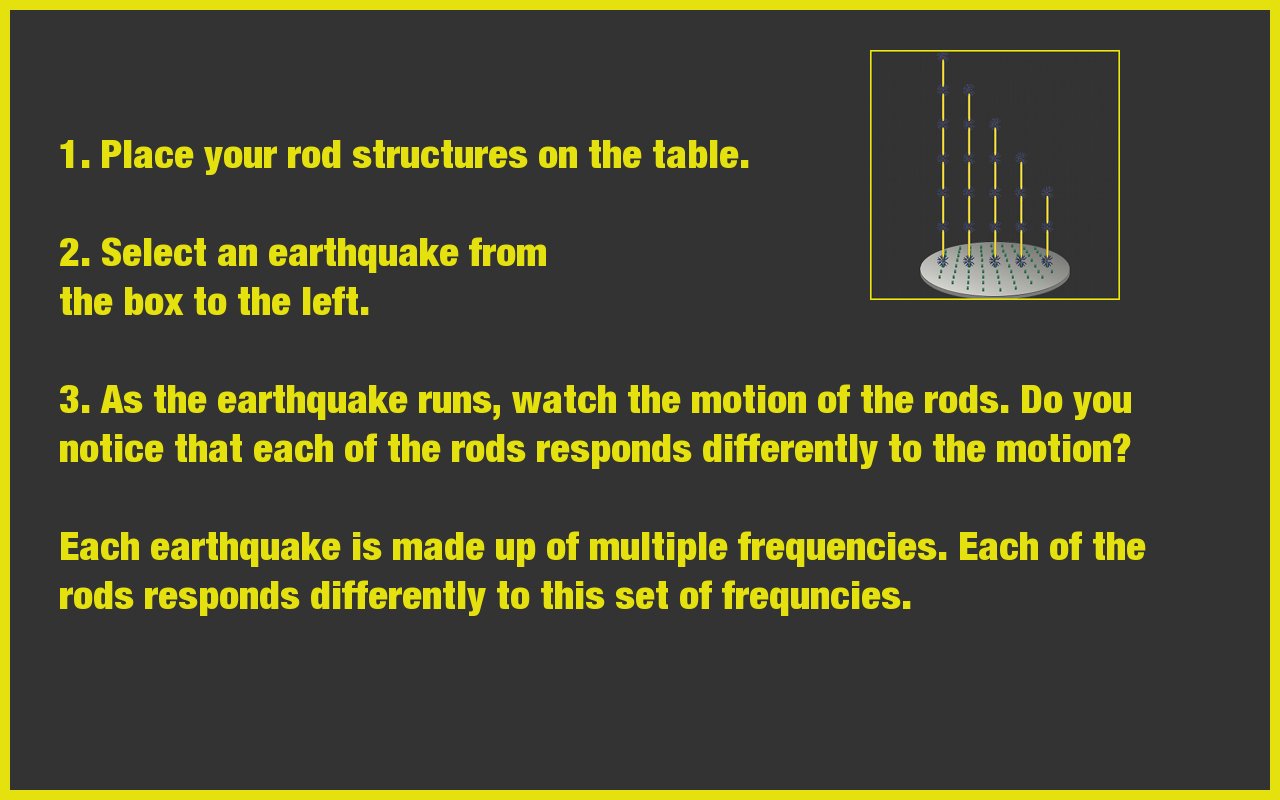 1. Place your rod structures on the table.
2. Select an earthquake from
the box to the left.
3. As the earthquake runs, watch the motion of the rods. Do you
notice that each of the rods responds differently to the motion?
Each earthquake is made up of multiple frequencies. Each of the
rods responds differently to this set of frequncies.